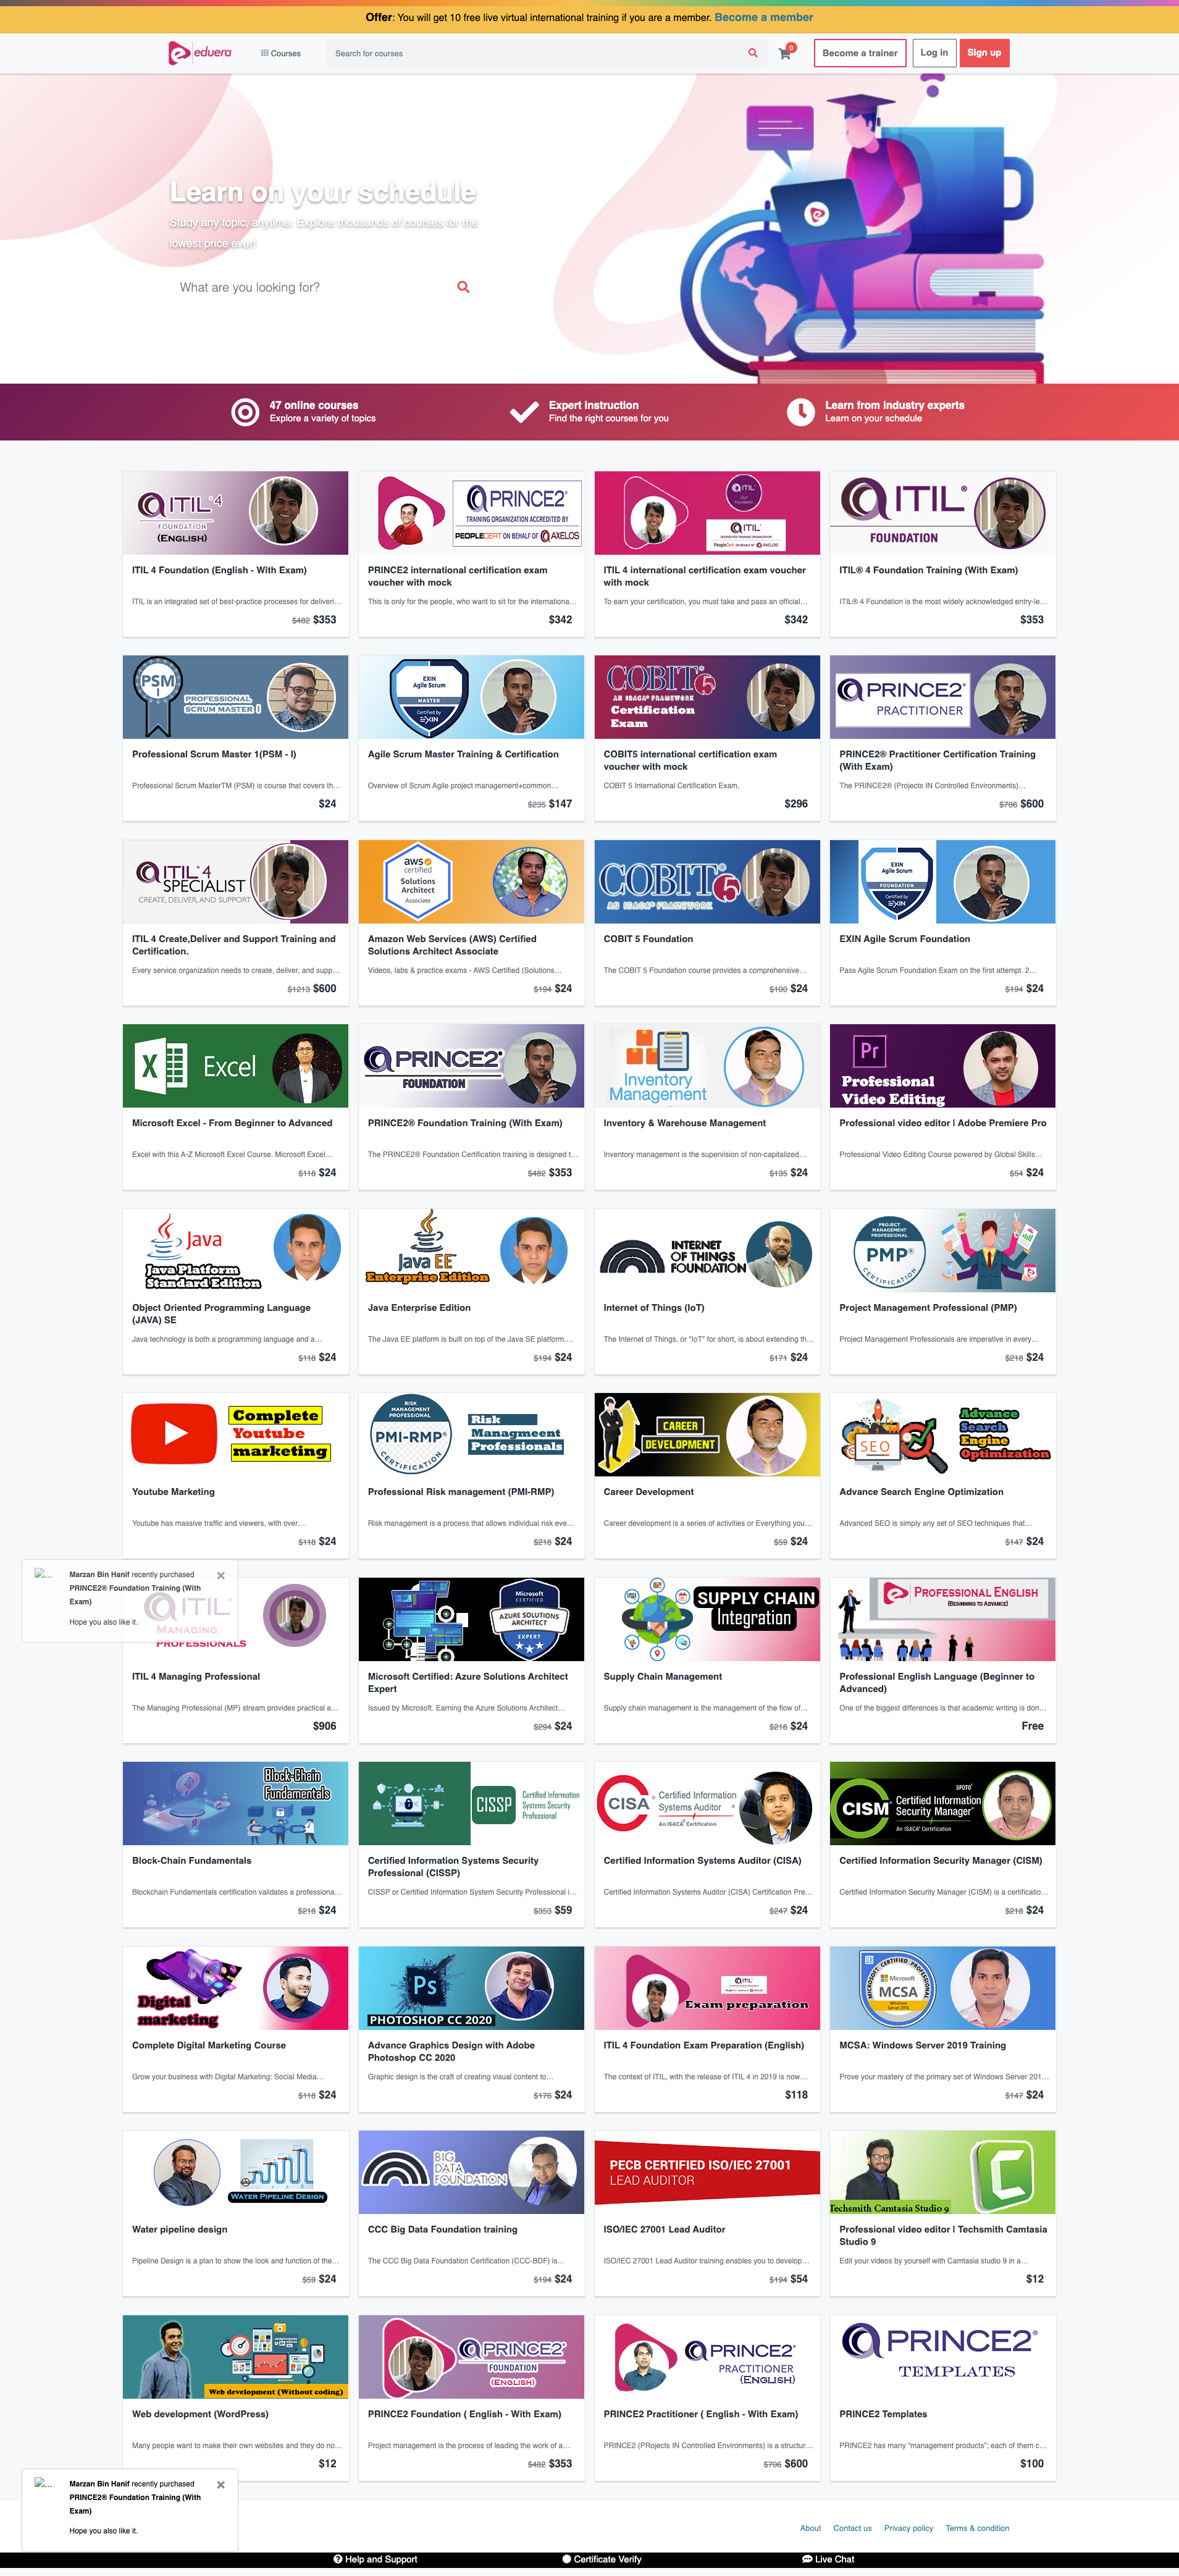 Offer: You will get 10 free live virtual international training if you are a member. Become a member
eduera
Courses
Search for courses
0
Become a trainer
Log in
Sign up
Learn on your schedule
Study any topic, anytime. Explore thousands of courses for the
lowest price ever!
What are you looking for?
47 online courses
Explore a variety of topics
Expert instruction
Find the right courses for you
Learn from industry experts
Learn on your schedule
ITIL 4 Foundation (English - With Exam)
ITIL is an integrated set of best-practice processes for deliveri...
$482 $353
PRINCE2 international certification exam
voucher with mock
This is only for the people, who want to sit for the internationa...
$342
ITIL 4 international certification exam voucher
with mock
To earn your certification, you must take and pass an official...
$342
ITIL® 4 Foundation Training (With Exam)
ITIL® 4 Foundation is the most widely acknowledged entry-le...
$353
Professional Scrum Master 1(PSM - I)
Professional Scrum MasterTM (PSM) is course that covers th...
$24
Agile Scrum Master Training & Certification
Overview of Scrum Agile project management+common...
$235 $147
COBIT5 international certification exam
voucher with mock
COBIT 5 International Certification Exam.
$296
PRINCE2® Practitioner Certification Training
(With Exam)
The PRINCE2® (Projects IN Controlled Environments)...
$706 $600
ITIL 4 Create,Deliver and Support Training and
Certification.
Every service organization needs to create, deliver, and supp...
$1213 $600
Amazon Web Services (AWS) Certified
Solutions Architect Associate
Videos, labs & practice exams - AWS Certified (Solutions...
$194 $24
COBIT 5 Foundation
The COBIT 5 Foundation course provides a comprehensive...
$100 $24
EXIN Agile Scrum Foundation
Pass Agile Scrum Foundation Exam on the first attempt. 2...
$194 $24
Microsoft Excel - From Beginner to Advanced
Excel with this A-Z Microsoft Excel Course. Microsoft Excel...
$118 $24
PRINCE2® Foundation Training (With Exam)
The PRINCE2® Foundation Certification training is designed t...
$482 $353
Inventory & Warehouse Management
Inventory management is the supervision of non-capitalized...
$135 $24
Professional video editor | Adobe Premiere Pro
Professional Video Editing Course powered by Global Skills...
$54 $24
Object Oriented Programming Language
(JAVA) SE
Java technology is both a programming language and a...
$118 $24
Java Enterprise Edition
The Java EE platform is built on top of the Java SE platform....
$194 $24
Internet of Things (IoT)
The Internet of Things, or "IoT" for short, is about extending th...
$171 $24
Project Management Professional (PMP)
Project Management Professionals are imperative in every...
$218 $24
Youtube Marketing
Youtube has massive traffic and viewers, with over...
$118 $24
Professional Risk management (PMI-RMP)
Risk management is a process that allows individual risk eve...
$218 $24
Career Development
Career development is a series of activities or Everything you...
$59 $24
Advance Search Engine Optimization
Advanced SEO is simply any set of SEO techniques that...
$147 $24
Marzan Bin Hanif recently purchased
PRINCE2® Foundation Training (With
Exam)
Hope you also like it.
ITIL 4 Managing Professional
The Managing Professional (MP) stream provides practical a...
$906
Microsoft Certified: Azure Solutions Architect
Expert
Issued by Microsoft. Earning the Azure Solutions Architect...
$294 $24
Supply Chain Management
Supply chain management is the management of the flow of...
$218 $24
Professional English Language (Beginner to
Advanced)
One of the biggest differences is that academic writing is don...
Free
Block-Chain Fundamentals
Blockchain Fundamentals certification validates a professiona...
$218 $24
Certified Information Systems Security
Professional (CISSP)
CISSP or Certified Information System Security Professional i...
$353 $59
Certified Information Systems Auditor (CISA)
Certified Information Systems Auditor (CISA) Certification Pre...
$247 $24
Certified Information Security Manager (CISM)
Certified Information Security Manager (CISM) is a certificatio...
$218 $24
Complete Digital Marketing Course
Grow your business with Digital Marketing: Social Media...
$118 $24
Advance Graphics Design with Adobe
Photoshop CC 2020
Graphic design is the craft of creating visual content to...
$176 $24
ITIL 4 Foundation Exam Preparation (English)
The context of ITIL, with the release of ITIL 4 in 2019 is now...
$118
MCSA: Windows Server 2019 Training
Prove your mastery of the primary set of Windows Server 201...
$147 $24
Water pipeline design
Pipeline Design is a plan to show the look and function of the...
$59 $24
CCC Big Data Foundation training
The CCC Big Data Foundation Certification (CCC-BDF) is...
$194 $24
ISO/IEC 27001 Lead Auditor
ISO/IEC 27001 Lead Auditor training enables you to develop...
$194 $54
Professional video editor | Techsmith Camtasia
Studio 9
Edit your videos by yourself with Camtasia studio 9 in a...
$12
Web development (WordPress)
Many people want to make their own websites and they do no...
$12
PRINCE2 Foundation ( English - With Exam)
Project management is the process of leading the work of a...
$482 $353
PRINCE2 Practitioner ( English - With Exam)
PRINCE2 (PRojects IN Controlled Environments) is a structur...
$706 $600
PRINCE2 Templates
PRINCE2 has many "management products"; each of them c...
$100
Marzan Bin Hanif recently purchased
PRINCE2® Foundation Training (With
Exam)
Hope you also like it.
About
Contact us
Privacy policy
Terms & condition
Help and Support
Certificate Verify
Live Chat